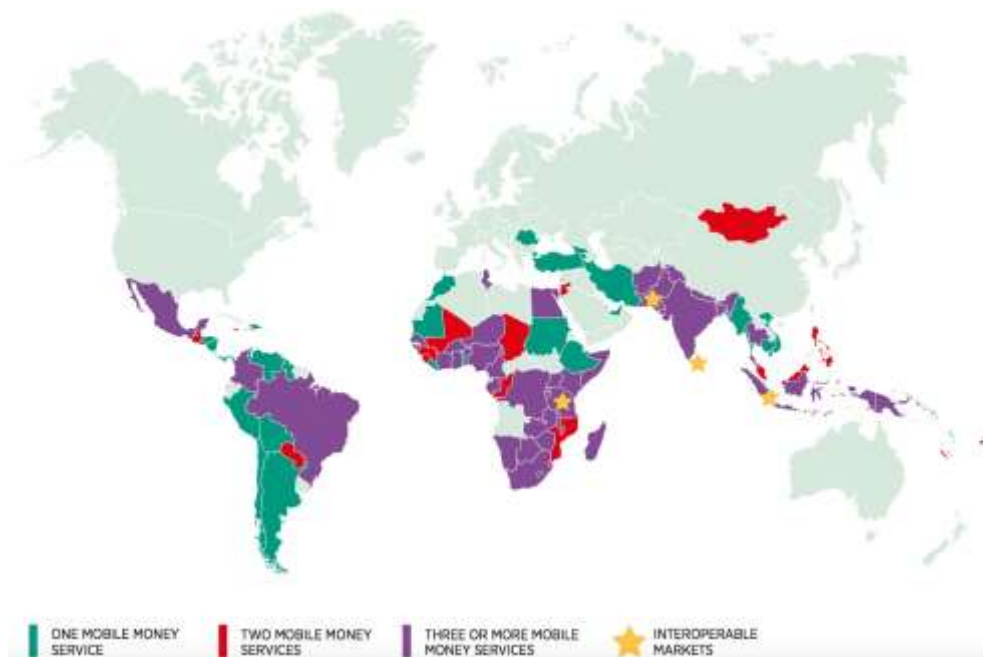 ONE MOBILE MONEY
SERVICE
TWO MOBILE MONEY
SERVICES
THREE OR MORE MOBILE
MONEY SERVICES
INTEROPERABLE
MARKETS